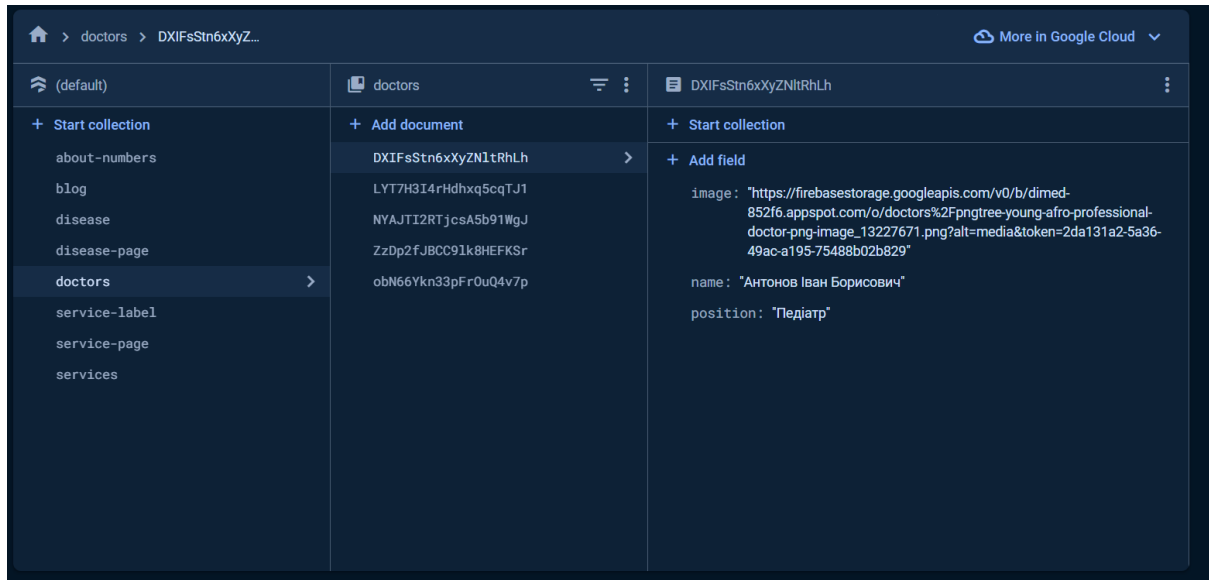 doctors > DXIFsStn6xXyZ...
More in Google Cloud
(default)
doctors
DXIFsStn6xXyZNltRhLh
+ Start collection
+ Add document
+ Start collection
about-numbers
blog
disease
disease-page
doctors
service-label
service-page
services
DXIFsStn6xXyZNltRhLh
LYT7H3I4rHdhxq5cqTJ1
NYAJTI2RTjcsA5b91WgJ
ZzDp2fJBCC9lk8HEFKSr
obN66Ykn33pFrOuQ4v7p
+ Add field
image: "https://firebasestorage.googleapis.com/v0/b/dimed-
852f6.appspot.com/o/doctors%2Fpngtree-young-afro-professional-
doctor-png-image_13227671.png?alt=media&token=2da131a2-5a36-
49ac-a195-75488b02b829"
name: "Антонов Іван Борисович"
position: "Педіатр"